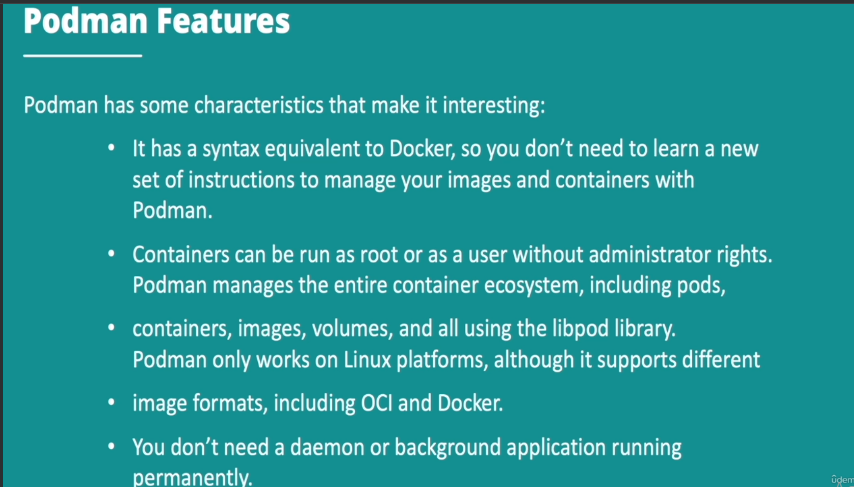 Podman Features
Podman has some characteristics that make it interesting:
• It has a syntax equivalent to Docker, so you don’t need to learn a new
set of instructions to manage your images and containers with
Podman.
• Containers can be run as root or as a user without administrator rights.
Podman manages the entire container ecosystem, including pods,
• containers, images, volumes, and all using the libpod library.
Podman only works on Linux platforms, although it supports different
• image formats, including OCI and Docker.
• You don’t need a daemon or background application running
permanently.